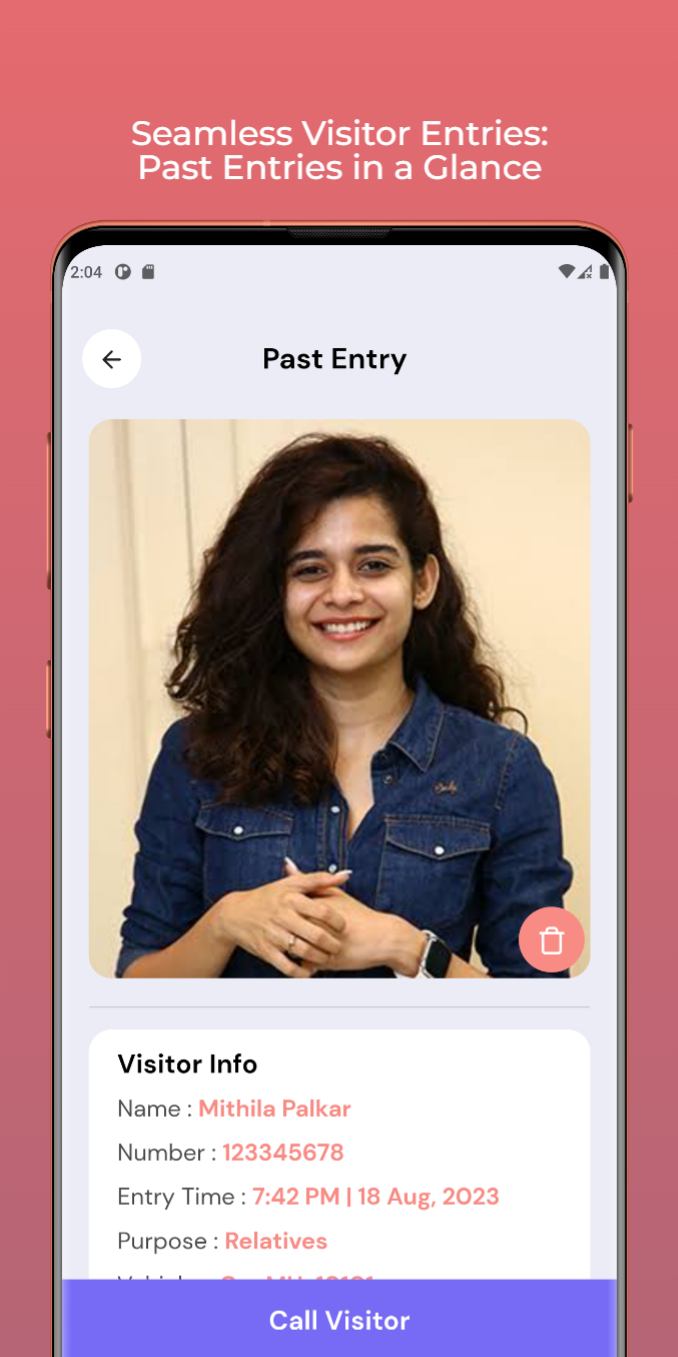 Seamless Visitor Entries:
Past Entries in a Glance
2:04
Past Entry
Visitor Info
Name : Mithila Palkar
Number : 123345678
Entry Time : 7:42 PM | 18 Aug, 2023
Purpose : Relatives
Call Visitor